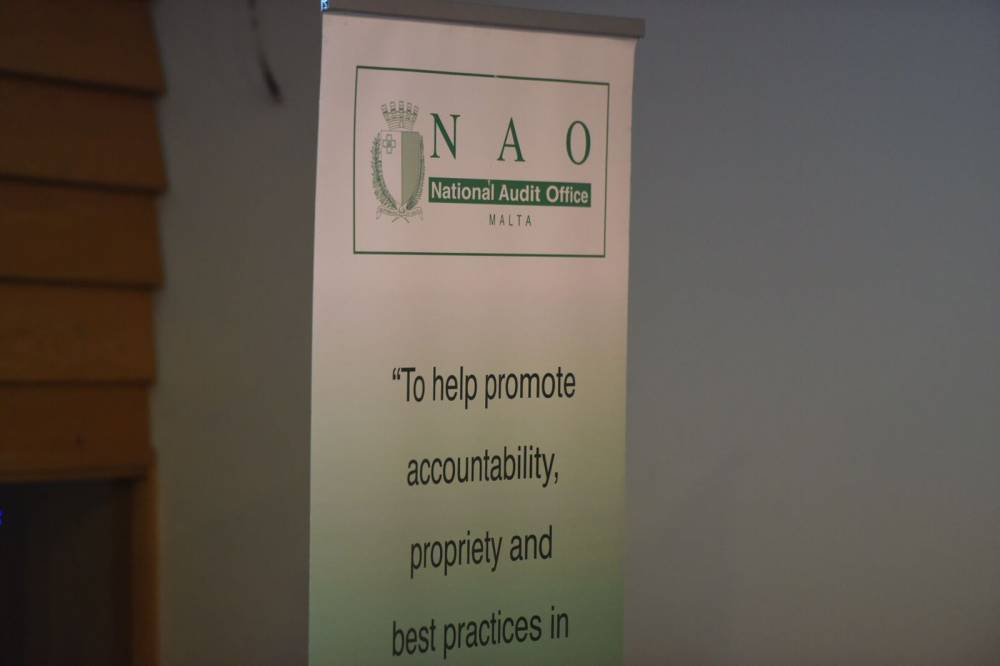 N A O
National Audit Office
MALTA
“To help promote
accountability,
propriety and
best practices in